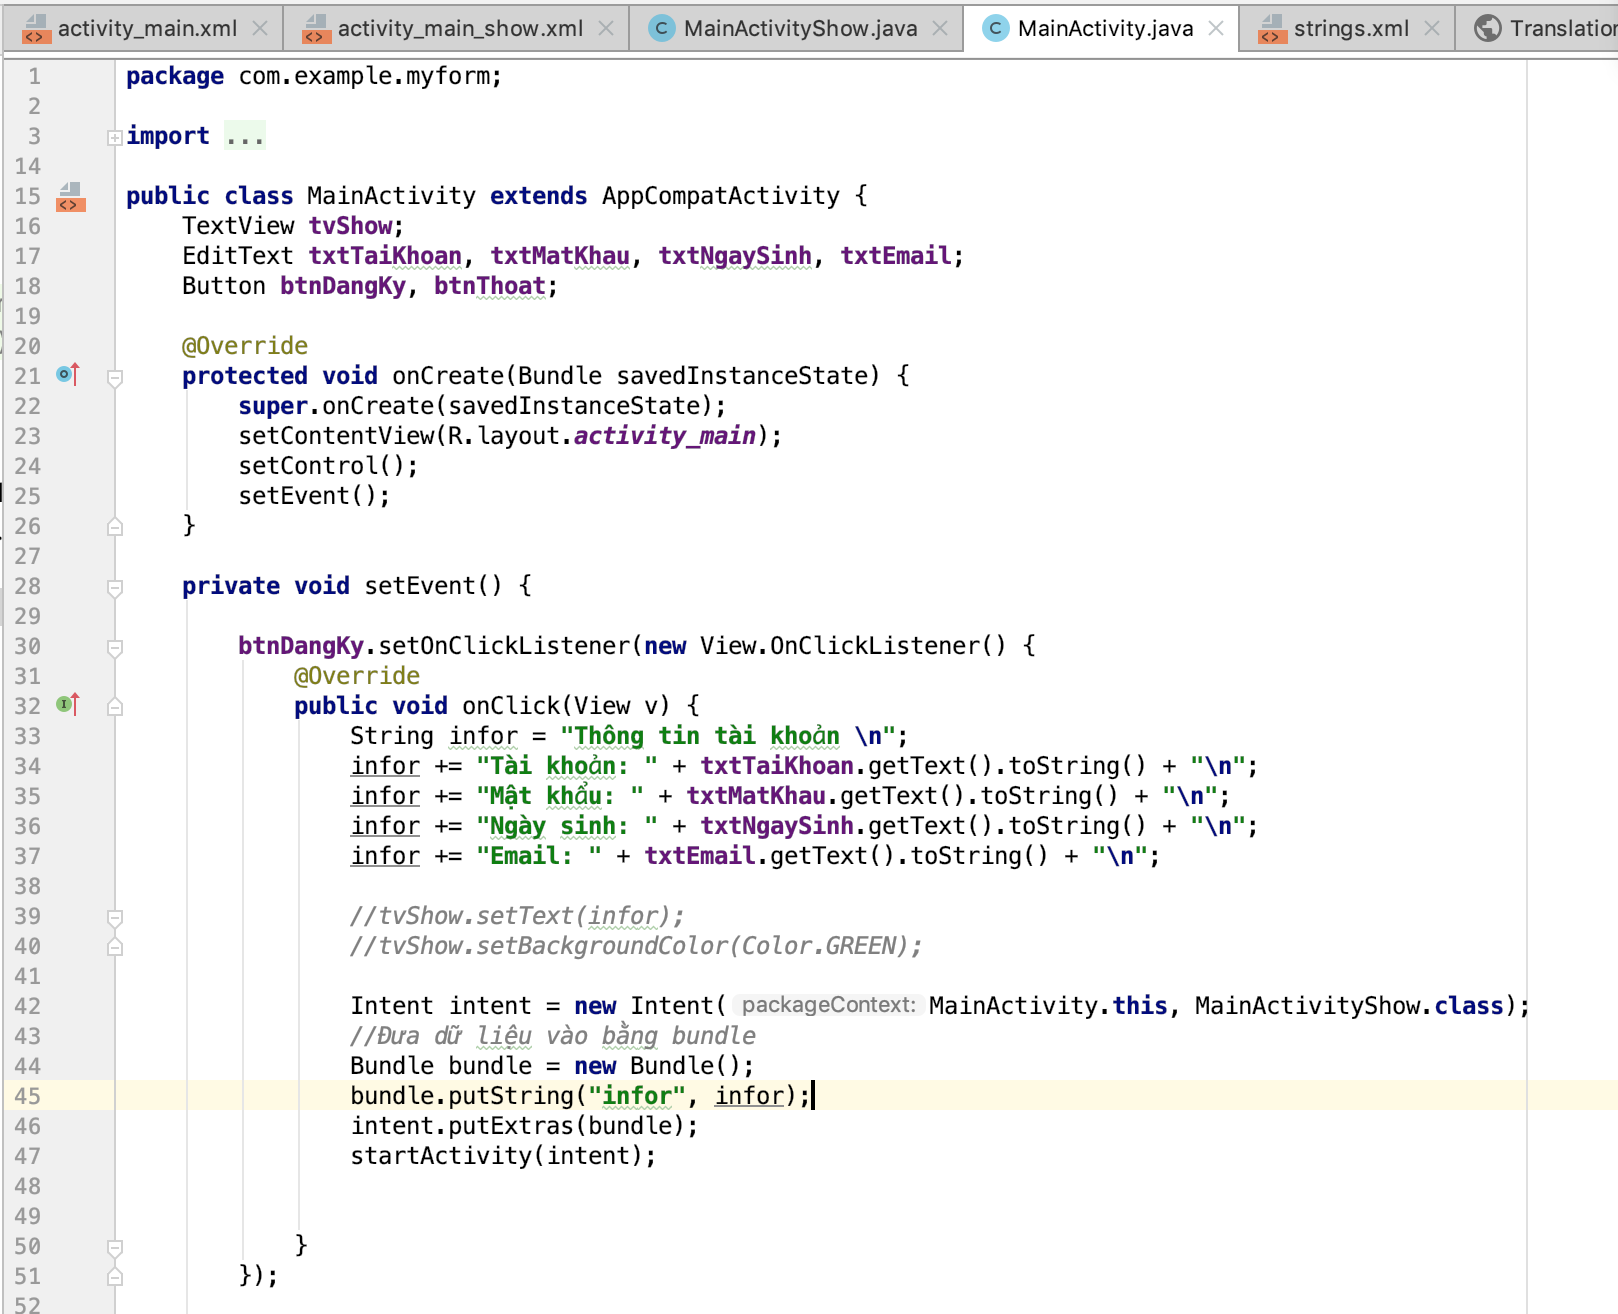 activity_main.xml activity_main_show.xml MainActivityShow.java MainActivity.java strings.xml
1 package com.example.myform;
2
3 import ...
14
15 public class MainActivity extends AppCompatActivity {
16 TextView tvShow;
17 EditText txtTaiKhoan, txtMatKhau, txtNgaySinh, txtEmail;
18 Button btnDangKy, btnThoat;
19
20 @Override
21 protected void onCreate(Bundle savedInstanceState) {
22 super.onCreate(savedInstanceState);
23 setContentView(R.layout.activity_main);
24 setControl();
25 setEvent();
26 }
27
28 private void setEvent() {
29
30 btnDangKy.setOnClickListener(new View.OnClickListener() {
31 @Override
32 public void onClick(View v) {
33 String infor = "Thông tin tài khoản \n";
34 infor += "Tài khoản: " + txtTaiKhoan.getText().toString() + "\n";
35 infor += "Mật khẩu: " + txtMatKhau.getText().toString() + "\n";
36 infor += "Ngày sinh: " + txtNgaySinh.getText().toString() + "\n";
37 infor += "Email: " + txtEmail.getText().toString() + "\n";
38
39 //tvShow.setText(infor);
40 //tvShow.setBackgroundColor(Color.GREEN);
41
42 Intent intent = new Intent( packageContext: MainActivity.this, MainActivityShow.class);
43 //Đưa dữ liệu vào bằng bundle
44 Bundle bundle = new Bundle();
45 bundle.putString("infor", infor);
46 intent.putExtras(bundle);
47 startActivity(intent);
48
49
50 }
51 });
52